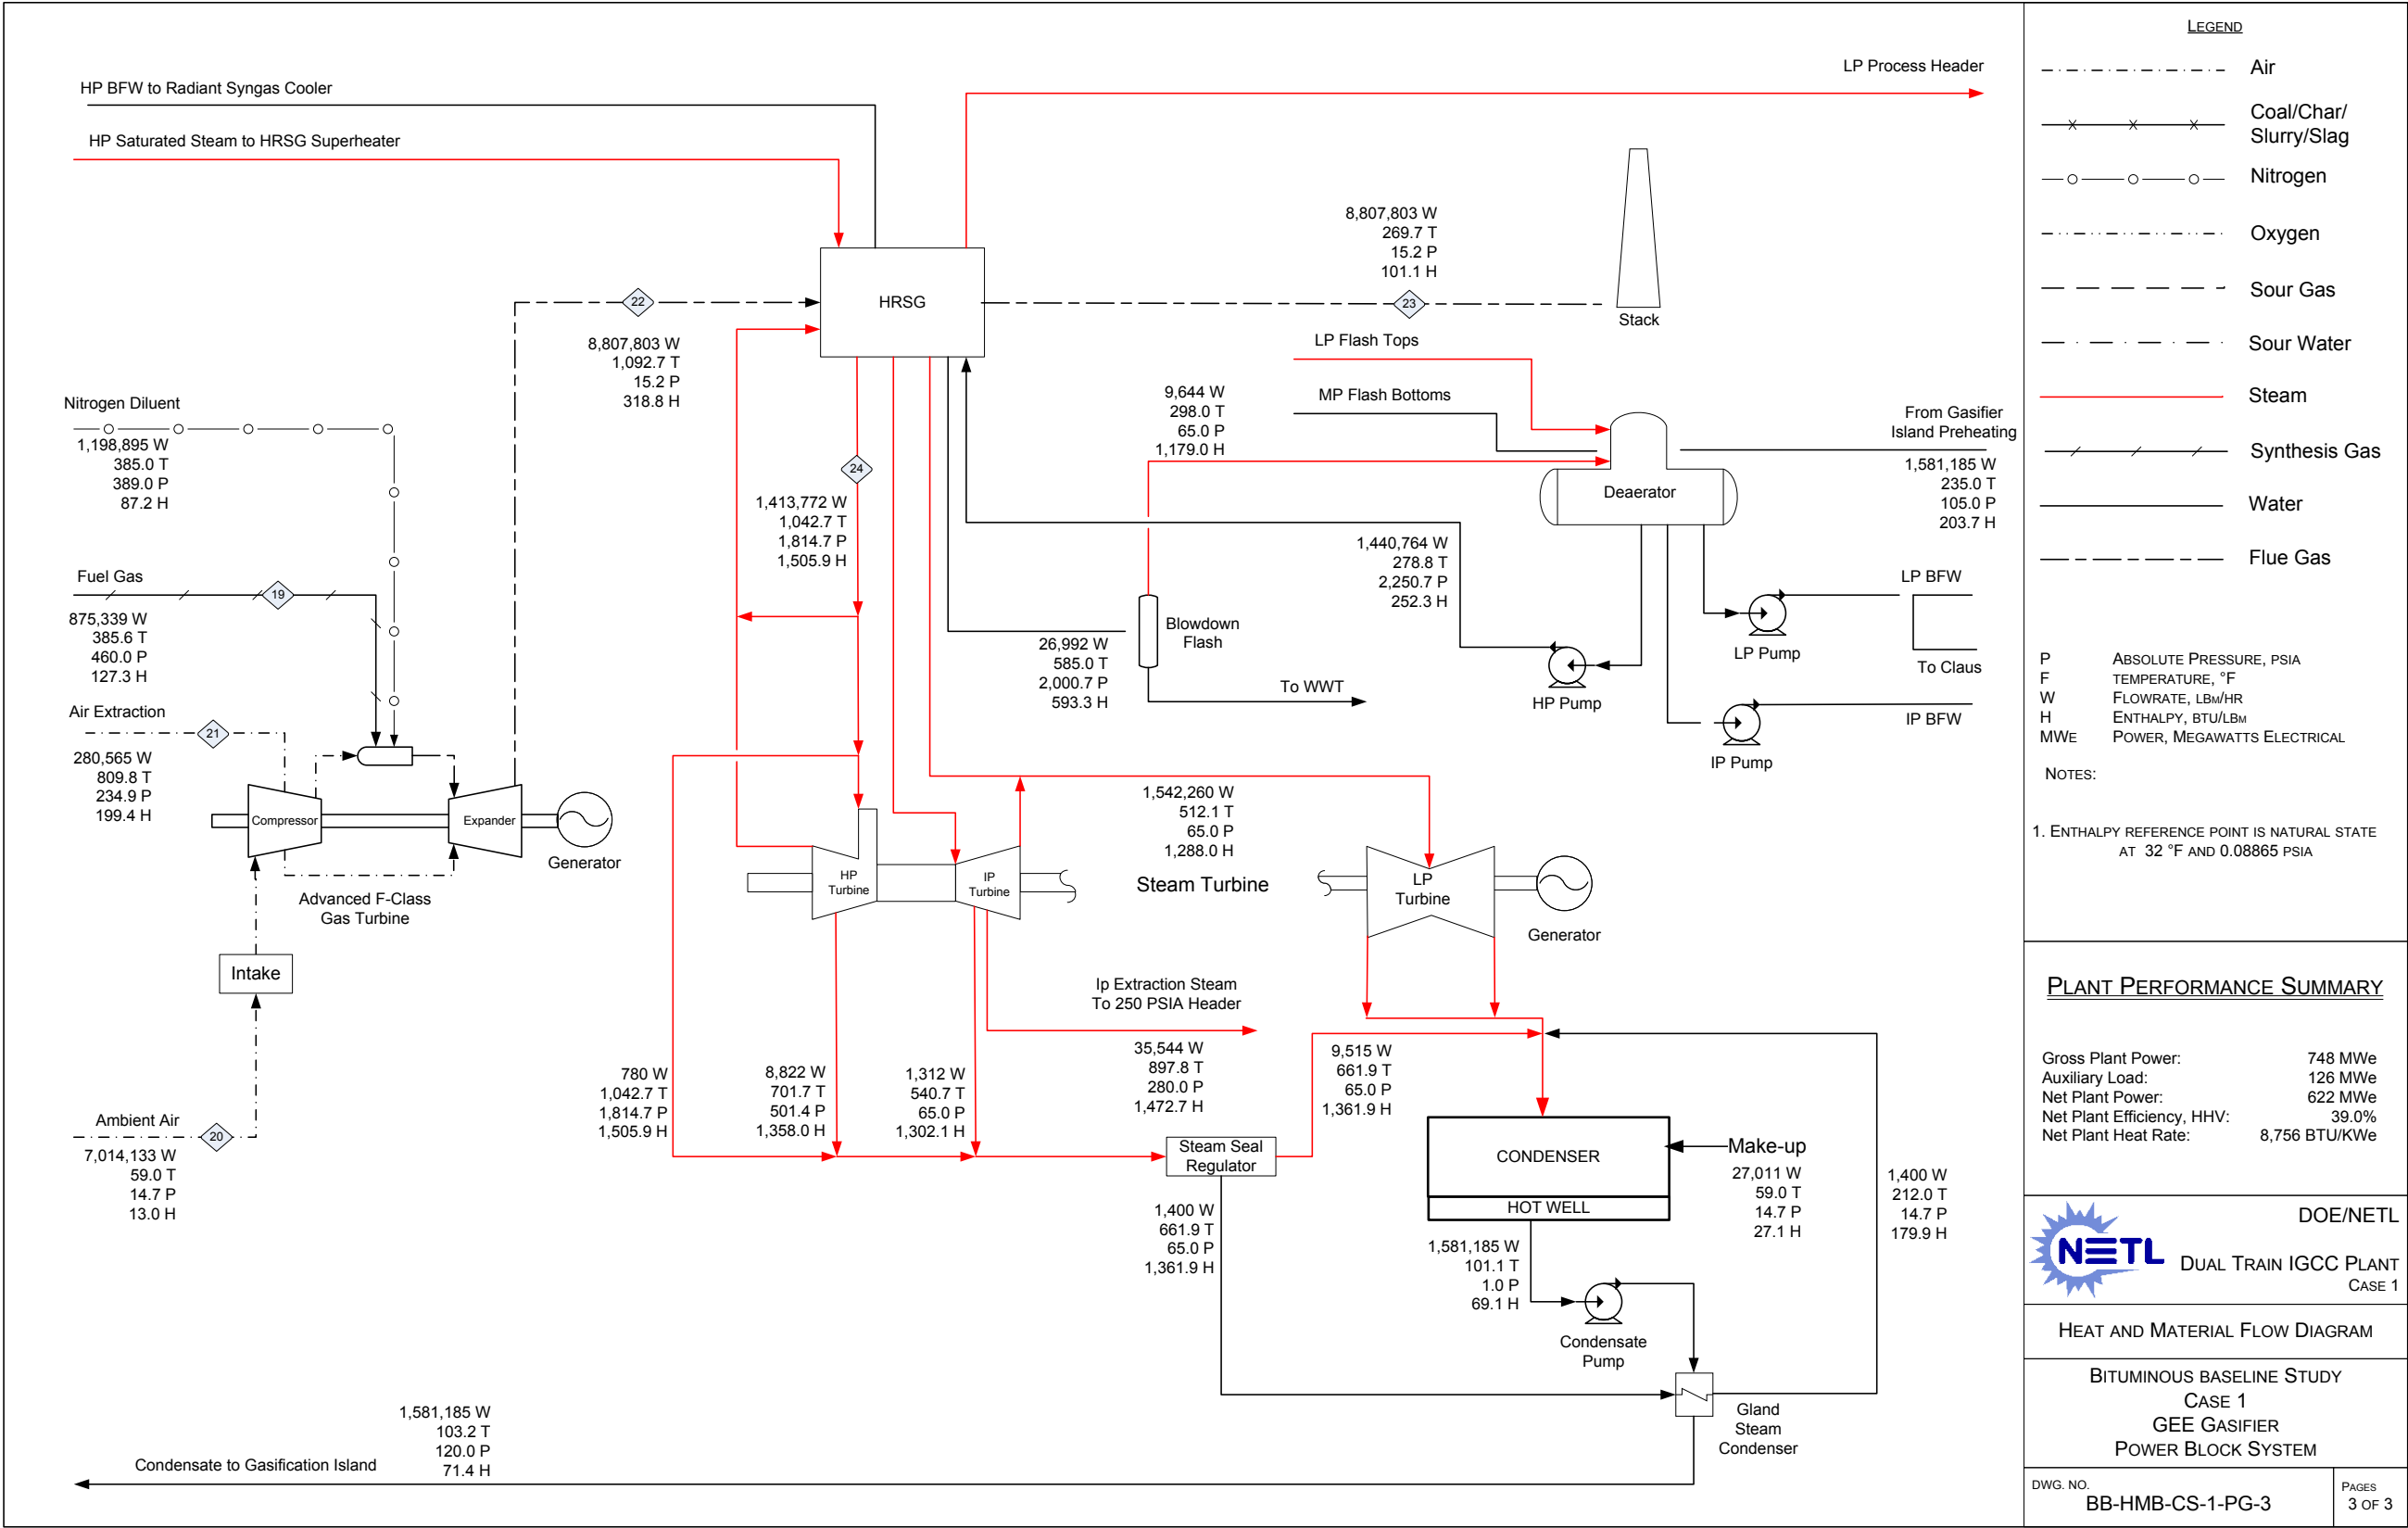 HP BFW to Radiant Syngas Cooler
HP Saturated Steam to HRSG Superheater
LP Process Header
HRSG
22
8,807,803 W
1,092.7 T
15.2 P
318.8 H
8,807,803 W
269.7 T
15.2 P
101.1 H
23
Stack
Nitrogen Diluent
1,198,895 W
385.0 T
389.0 P
87.2 H
Fuel Gas
19
875,339 W
385.6 T
460.0 P
127.3 H
Air Extraction
21
280,565 W
809.8 T
234.9 P
199.4 H
Compressor
Expander
Generator
Advanced F-Class
Gas Turbine
Intake
Ambient Air
20
7,014,133 W
59.0 T
14.7 P
13.0 H
24
1,413,772 W
1,042.7 T
1,814.7 P
1,505.9 H
LP Flash Tops
MP Flash Bottoms
9,644 W
298.0 T
65.0 P
1,179.0 H
From Gasifier
Island Preheating
1,581,185 W
235.0 T
105.0 P
203.7 H
Deaerator
1,440,764 W
278.8 T
2,250.7 P
252.3 H
Blowdown
Flash
26,992 W
585.0 T
2,000.7 P
593.3 H
To WWT
HP Pump
LP BFW
LP Pump
To Claus
IP BFW
IP Pump
1,542,260 W
512.1 T
65.0 P
1,288.0 H
HP
Turbine
IP
Turbine
Steam Turbine
LP
Turbine
Generator
Ip Extraction Steam
To 250 PSIA Header
35,544 W
897.8 T
280.0 P
1,472.7 H
780 W
1,042.7 T
1,814.7 P
1,505.9 H
8,822 W
701.7 T
501.4 P
1,358.0 H
1,312 W
540.7 T
65.0 P
1,302.1 H
9,515 W
661.9 T
65.0 P
1,361.9 H
Steam Seal
Regulator
1,400 W
661.9 T
65.0 P
1,361.9 H
CONDENSER
HOT WELL
Make-up
27,011 W
59.0 T
14.7 P
27.1 H
1,400 W
212.0 T
14.7 P
179.9 H
1,581,185 W
101.1 T
1.0 P
69.1 H
Condensate
Pump
Gland
Steam
Condenser
1,581,185 W
103.2 T
120.0 P
71.4 H
Condensate to Gasification Island
LEGEND
Air
Coal/Char/
Slurry/Slag
Nitrogen
Oxygen
Sour Gas
Sour Water
Steam
Synthesis Gas
Water
Flue Gas
P ABSOLUTE PRESSURE, PSIA
F TEMPERATURE, °F
W FLOWRATE, LBM/HR
H ENTHALPY, BTU/LBM
MWE POWER, MEGAWATTS ELECTRICAL
NOTES:
1. ENTHALPY REFERENCE POINT IS NATURAL STATE
AT 32 °F AND 0.08865 PSIA
PLANT PERFORMANCE SUMMARY
Gross Plant Power: 748 MWe
Auxiliary Load: 126 MWe
Net Plant Power: 622 MWe
Net Plant Efficiency, HHV: 39.0%
Net Plant Heat Rate: 8,756 BTU/KWe
NETL
DOE/NETL
DUAL TRAIN IGCC PLANT
CASE 1
HEAT AND MATERIAL FLOW DIAGRAM
BITUMINOUS BASELINE STUDY
CASE 1
GEE GASIFIER
POWER BLOCK SYSTEM
DWG. NO.
BB-HMB-CS-1-PG-3
PAGES
3 OF 3